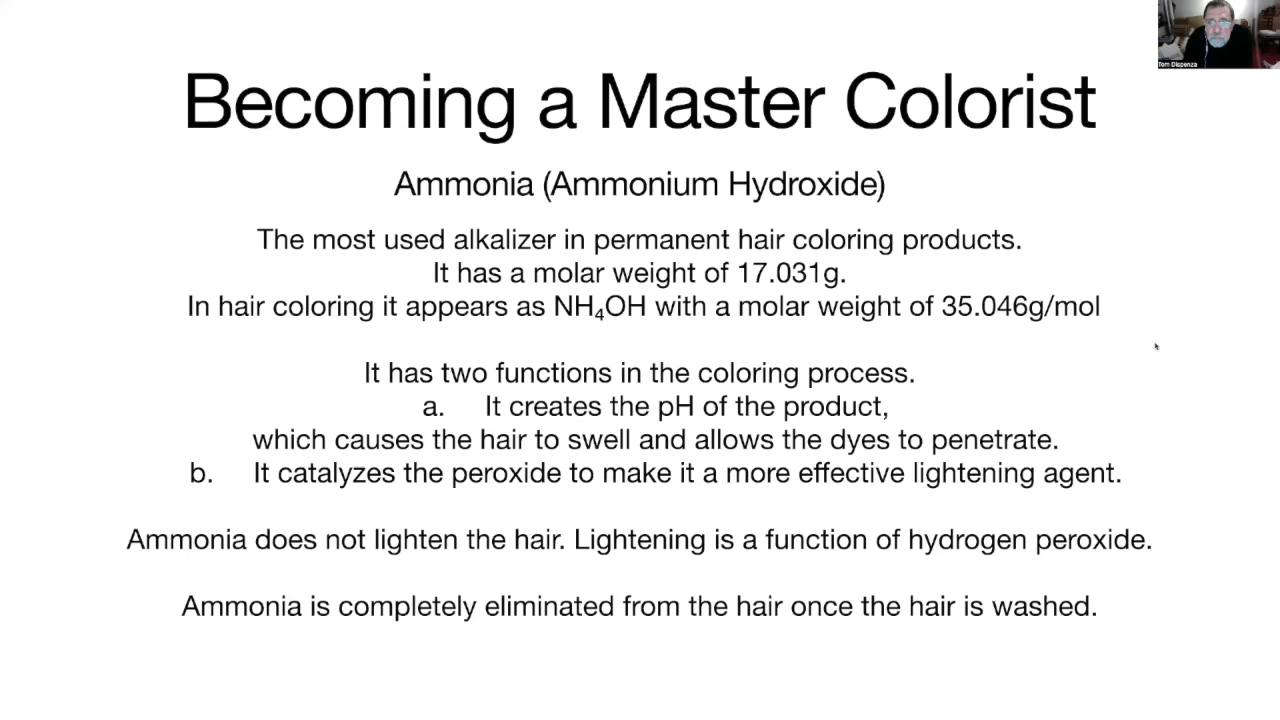 Tom Dispenza
Becoming a Master Colorist
Ammonia (Ammonium Hydroxide)
The most used alkalizer in permanent hair coloring products.
It has a molar weight of 17.031g.
In hair coloring it appears as NH₄OH with a molar weight of 35.046g/mol
It has two functions in the coloring process.
a. It creates the pH of the product,
which causes the hair to swell and allows the dyes to penetrate.
b. It catalyzes the peroxide to make it a more effective lightening agent.
Ammonia does not lighten the hair. Lightening is a function of hydrogen peroxide.
Ammonia is completely eliminated from the hair once the hair is washed.